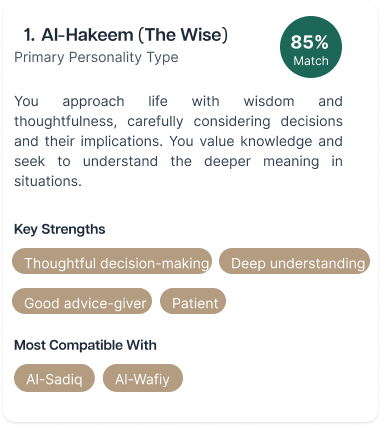 1. Al-Hakeem (The Wise)
85%
Primary Personality Type
Match
You approach life with wisdom and
thoughtfulness, carefully considering decisions
and their implications. You value knowledge and
seek to understand the deeper meaning in
situations.
Key Strengths
Thoughtful decision-making
Deep understanding
Good advice-giver
Patient
Most Compatible With
Al-Sadiq
Al-Wafiy